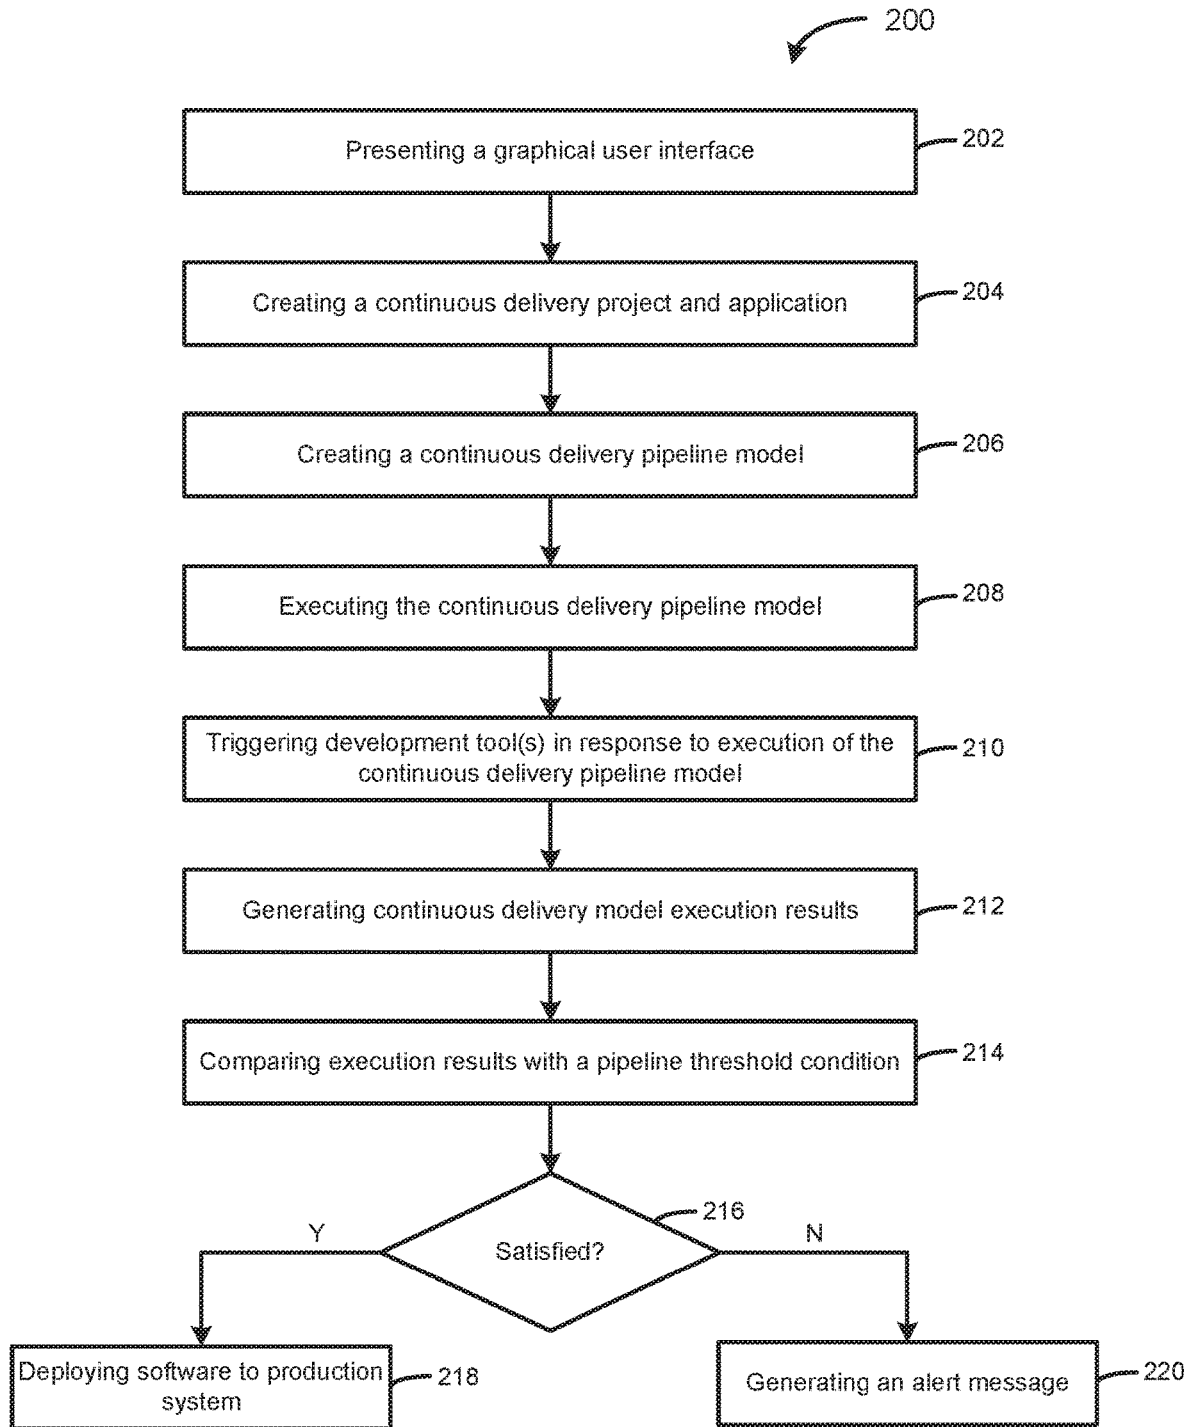 200
Presenting a graphical user interface
202
Creating a continuous delivery project and application
204
Creating a continuous delivery pipeline model
206
Executing the continuous delivery pipeline model
208
Triggering development tool(s) in response to execution of the
continuous delivery pipeline model
210
Generating continuous delivery model execution results
212
Comparing execution results with a pipeline threshold condition
214
216
Y
Satisfied?
N
Deploying software to production
system
218
Generating an alert message
220